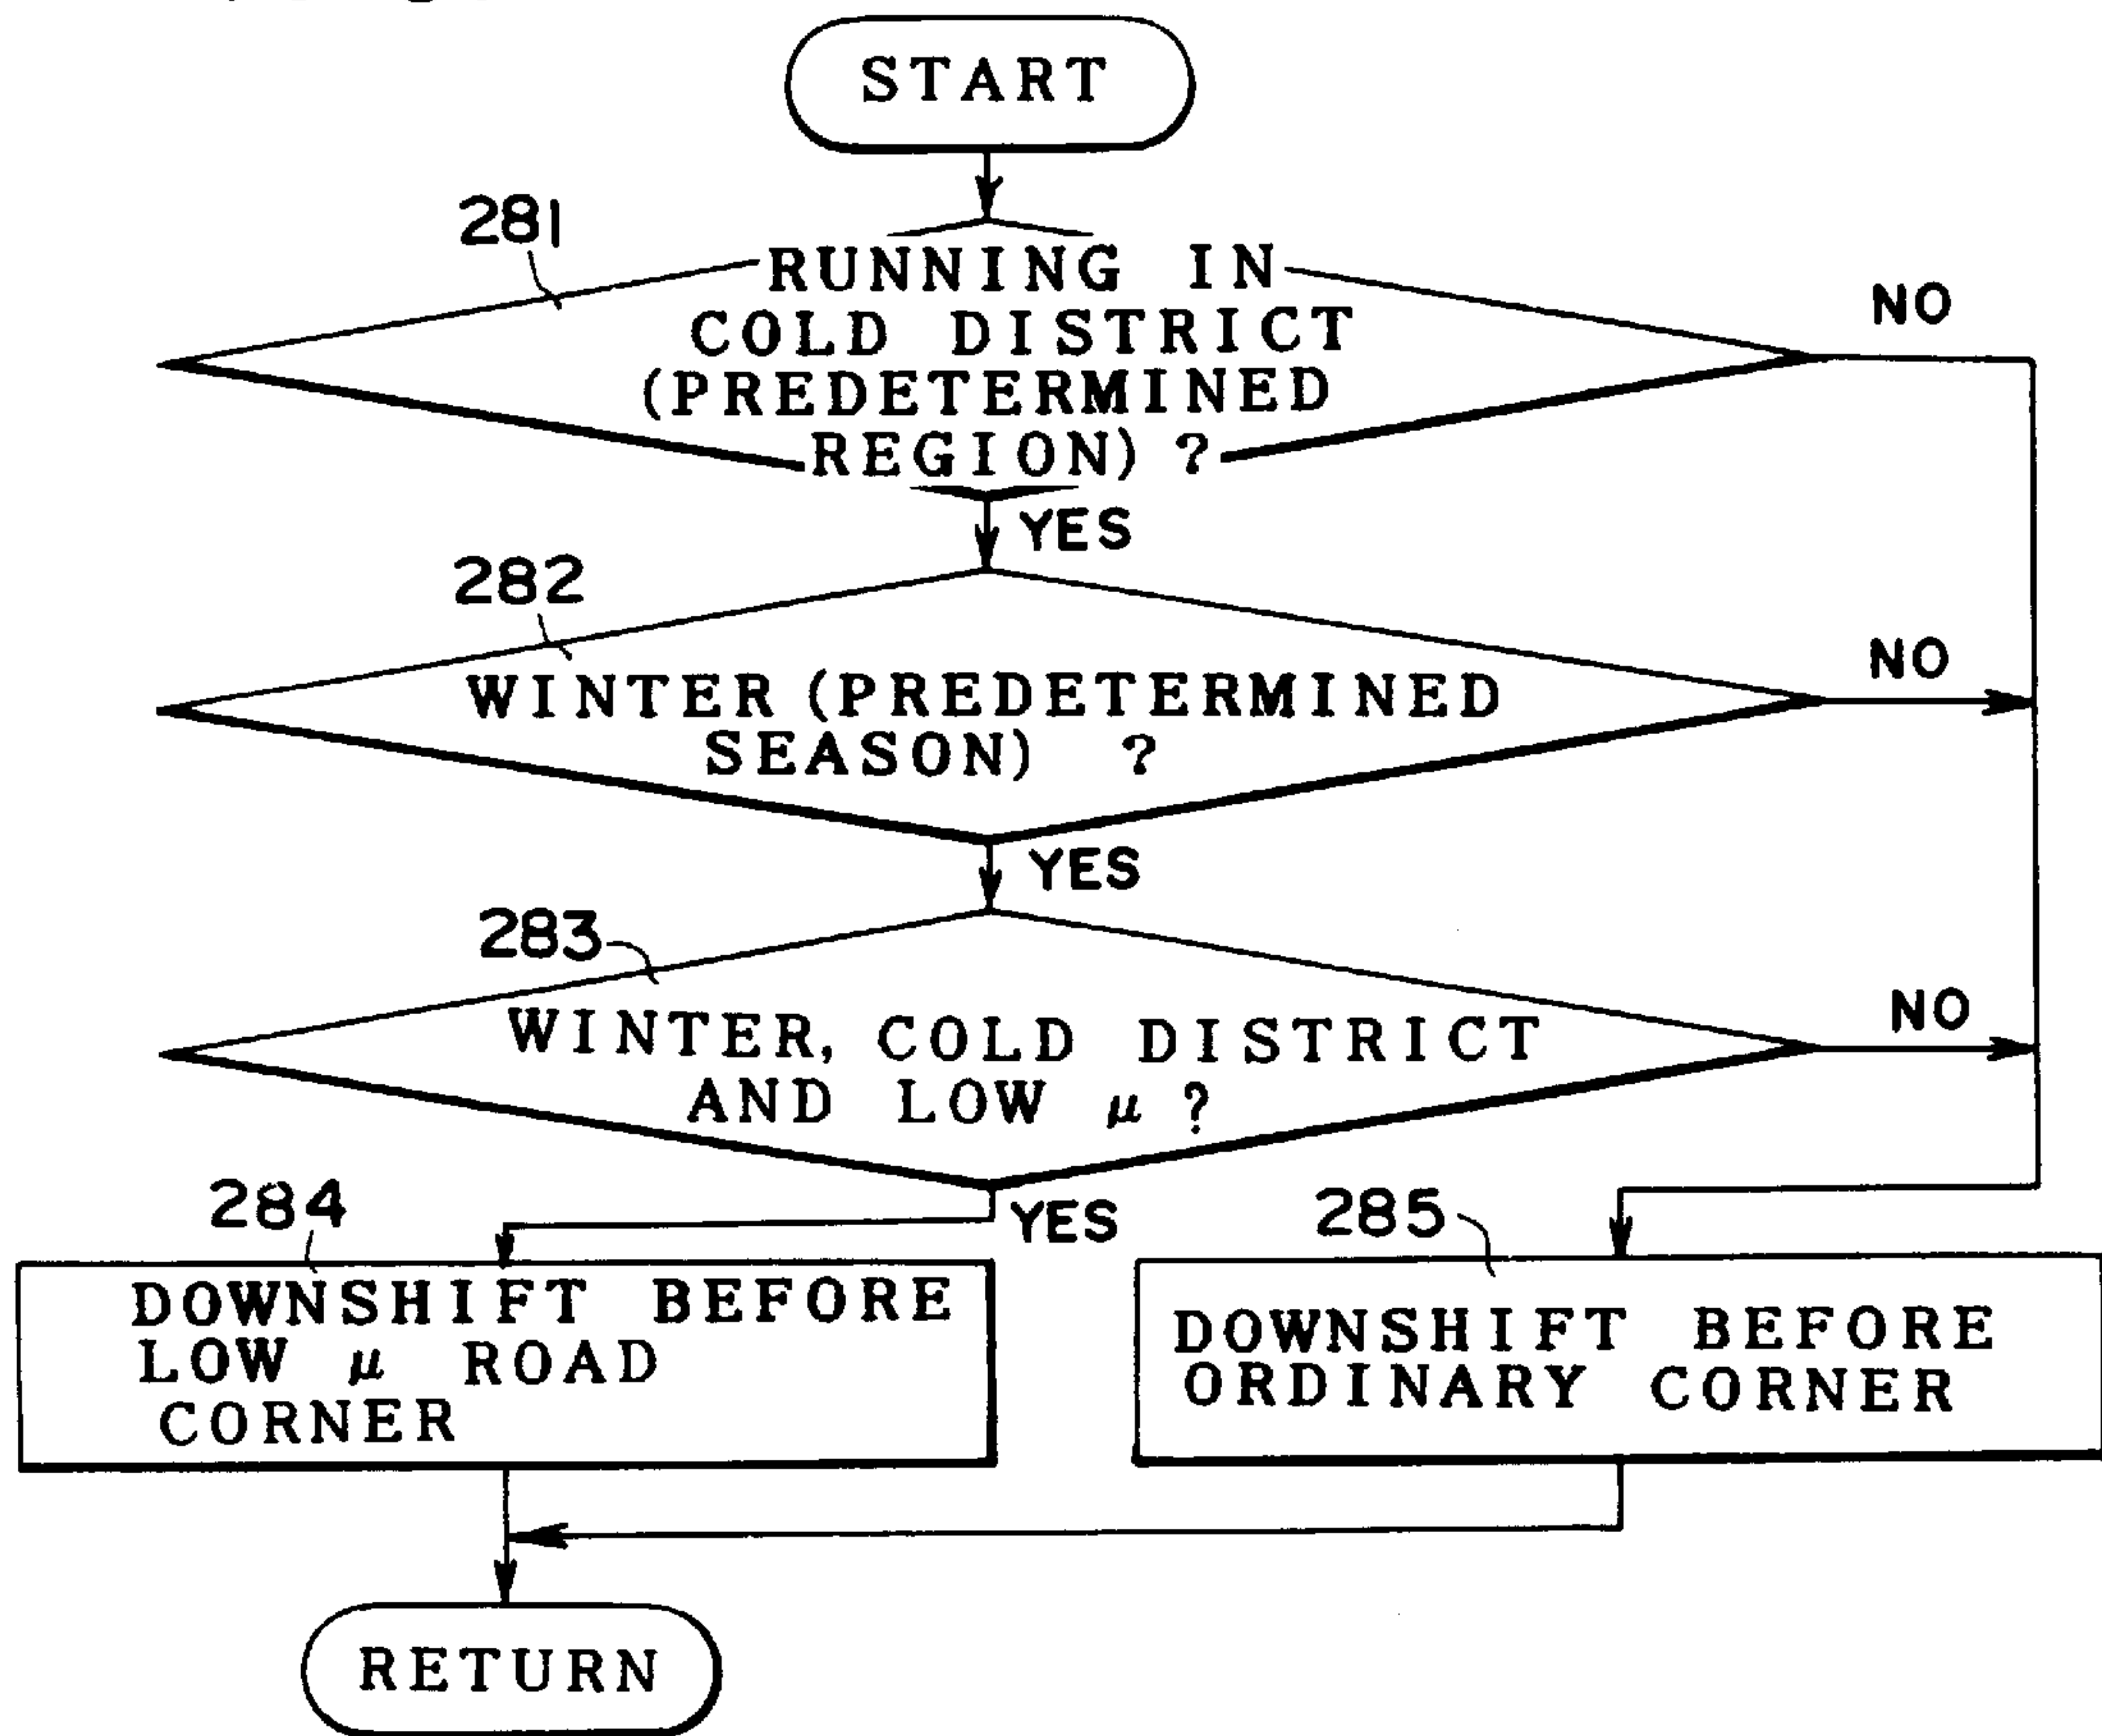 START
281
RUNNING IN
COLD DISTRICT
(PREDETERMINED
REGION) ?
NO
YES
282
WINTER (PREDETERMINED
SEASON) ?
NO
YES
283
WINTER, COLD DISTRICT
AND LOW μ ?
NO
YES
284
DOWNSHIFT BEFORE
LOW μ ROAD
CORNER
285
DOWNSHIFT BEFORE
ORDINARY CORNER
RETURN